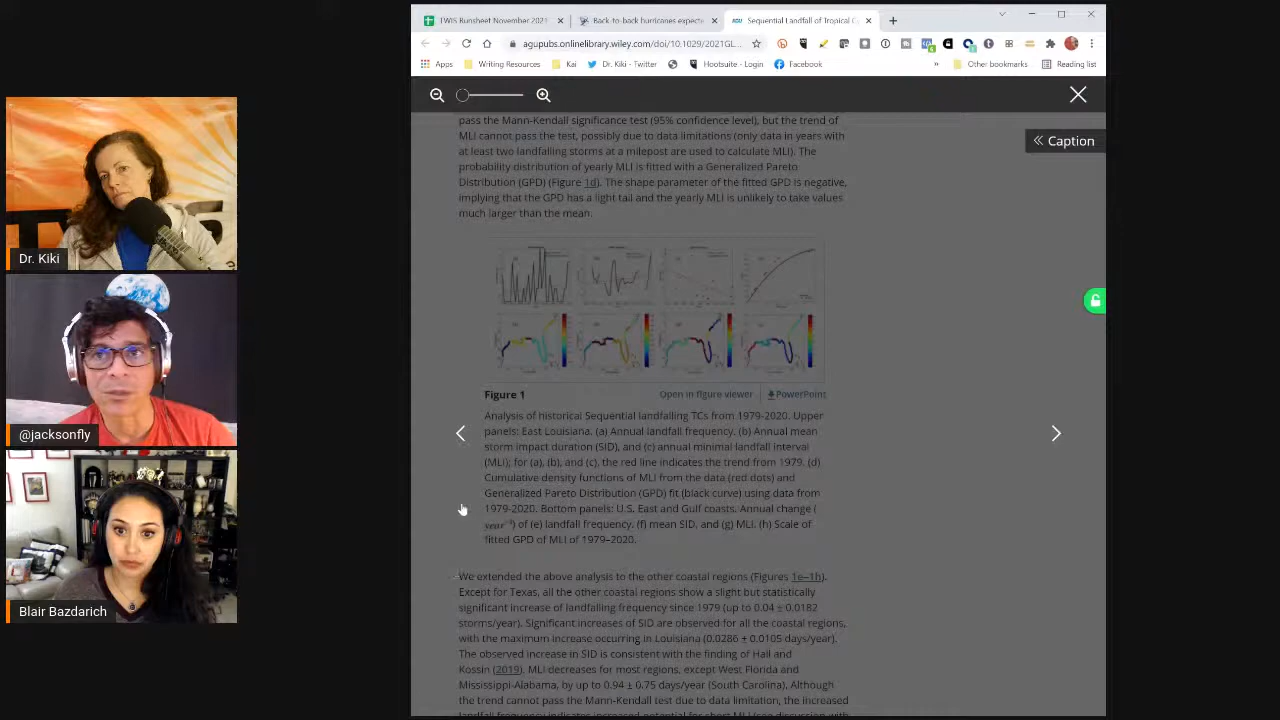 TWIS Runsheet November 2021
Back-to-back hurricanes expecte
AGU
Sequential Landfall of Tropical Cy
agupubs.onlinelibrary.wiley.com/doi/10.1029/2021GL...
Apps
Writing Resources
Kai
Dr. Kiki - Twitter
Hootsuite - Login
Facebook
Other bookmarks
Reading list
Caption
pass the Mann-Kendall significance test (95% confidence level), but the trend of
MLI cannot pass the test, possibly due to data limitations (only data in years with
at least two landfalling storms at a milepost are used to calculate MLI). The
probability distribution of yearly MLI is fitted with a Generalized Pareto
Distribution (GPD) (Figure 1d). The shape parameter of the fitted GPD is negative,
implying that the GPD has a light tail and the yearly MLI is unlikely to take values
much larger than the mean.
Figure 1
Open in figure viewer
PowerPoint
Analysis of historical Sequential landfalling TCs from 1979-2020. Upper
panels: East Louisiana. (a) Annual landfall frequency, (b) Annual mean
storm impact duration (SID), and (c) annual minimal landfall interval
(MLI); for (a), (b), and (c), the red line indicates the trend from 1979. (d)
Cumulative density functions of MLI from the data (red dots) and
Generalized Pareto Distribution (GPD) fit (black curve) using data from
1979-2020. Bottom panels: U.S. East and Gulf coasts. Annual change (
year⁻¹) of (e) landfall frequency, (f) mean SID, and (g) MLI. (h) Scale of
fitted GPD of MLI of 1979–2020.
We extended the above analysis to the other coastal regions (Figures 1e–1h).
Except for Texas, all the other coastal regions show a slight but statistically
significant increase of landfalling frequency since 1979 (up to 0.04 ± 0.0182
storms/year). Significant increases of SID are observed for all the coastal regions,
with the maximum increase occurring in Louisiana (0.0286 ± 0.0105 days/year).
The observed increase in SID is consistent with the finding of Hall and
Kossin (2019). MLI decreases for most regions, except West Florida and
Mississippi-Alabama, by up to 0.94 ± 0.75 days/year (South Carolina). Although
the trend cannot pass the Mann-Kendall test due to data limitation, the increased
Dr. Kiki
@jacksonfly
Blair Bazdarich